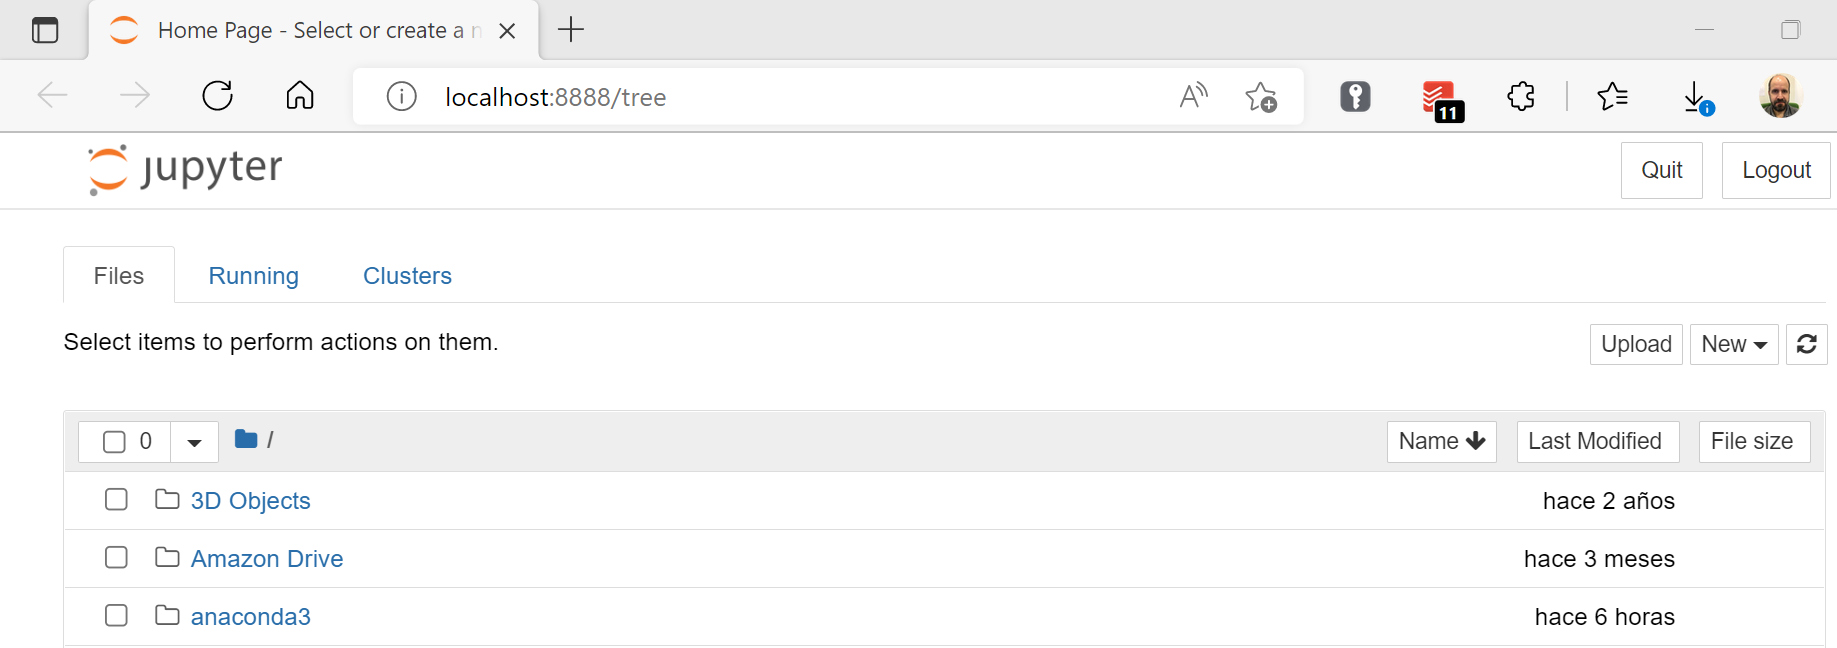 Home Page - Select or create a n
localhost:8888/tree
11
jupyter
Quit
Logout
Files
Running
Clusters
Select items to perform actions on them.
Upload
New
0
/
Name
Last Modified
File size
3D Objects
hace 2 años
Amazon Drive
hace 3 meses
anaconda3
hace 6 horas